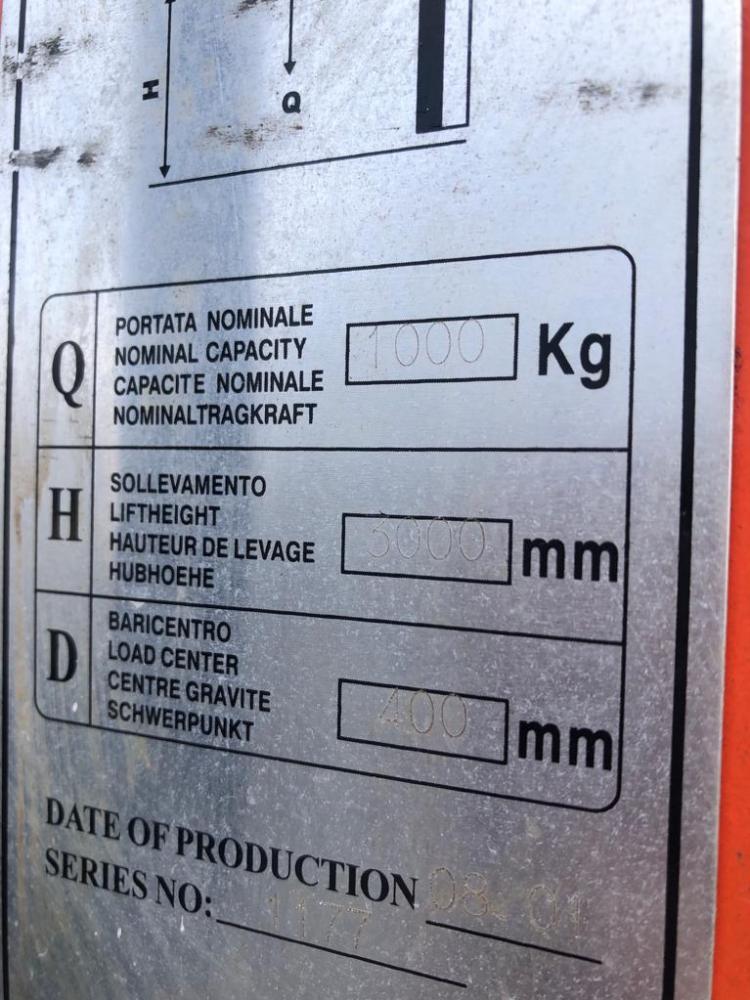 H
Q
Q
PORTATA NOMINALE
NOMINAL CAPACITY
CAPACITE NOMINALE
NOMINALTRAGKRAFT
1000 Kg
H
SOLLEVAMENTO
LIFTHEIGHT
HAUTEUR DE LEVAGE
HUBHOEHE
3000 mm
D
BARICENTRO
LOAD CENTER
CENTRE GRAVITE
SCHWERPUNKT
400 mm
DATE OF PRODUCTION
SERIES NO: 1177